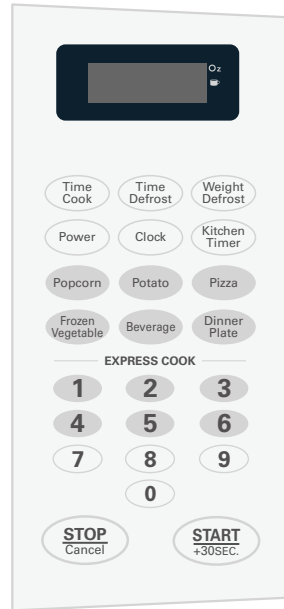 Oz
Time Time Weight
Cook Defrost Defrost
Power Clock Kitchen
Timer
Popcorn Potato Pizza
Frozen Beverage Dinner
Vegetable Plate
EXPRESS COOK
1 2 3
4 5 6
7 8 9
0
STOP START
Cancel +30SEC.